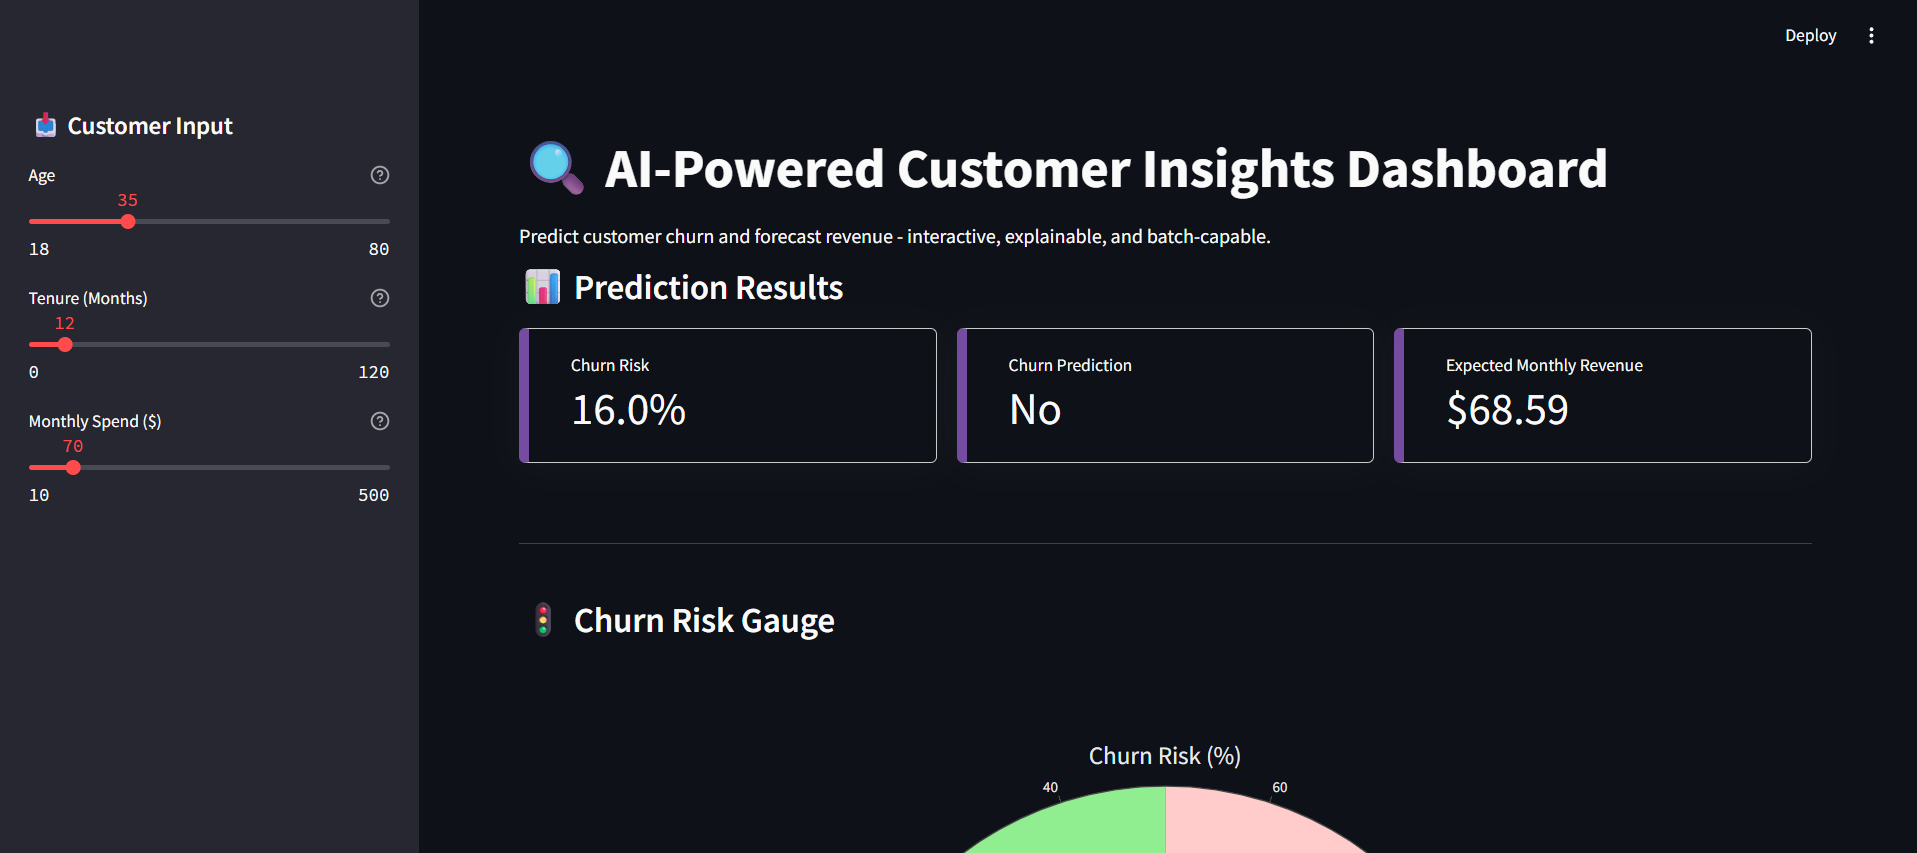 Deploy
Customer Input
Age
35
18 80
Tenure (Months)
12
0 120
Monthly Spend ($)
70
10 500
AI-Powered Customer Insights Dashboard
Predict customer churn and forecast revenue - interactive, explainable, and batch-capable.
Prediction Results
Churn Risk
16.0%
Churn Prediction
No
Expected Monthly Revenue
$68.59
Churn Risk Gauge
Churn Risk (%)
40 60